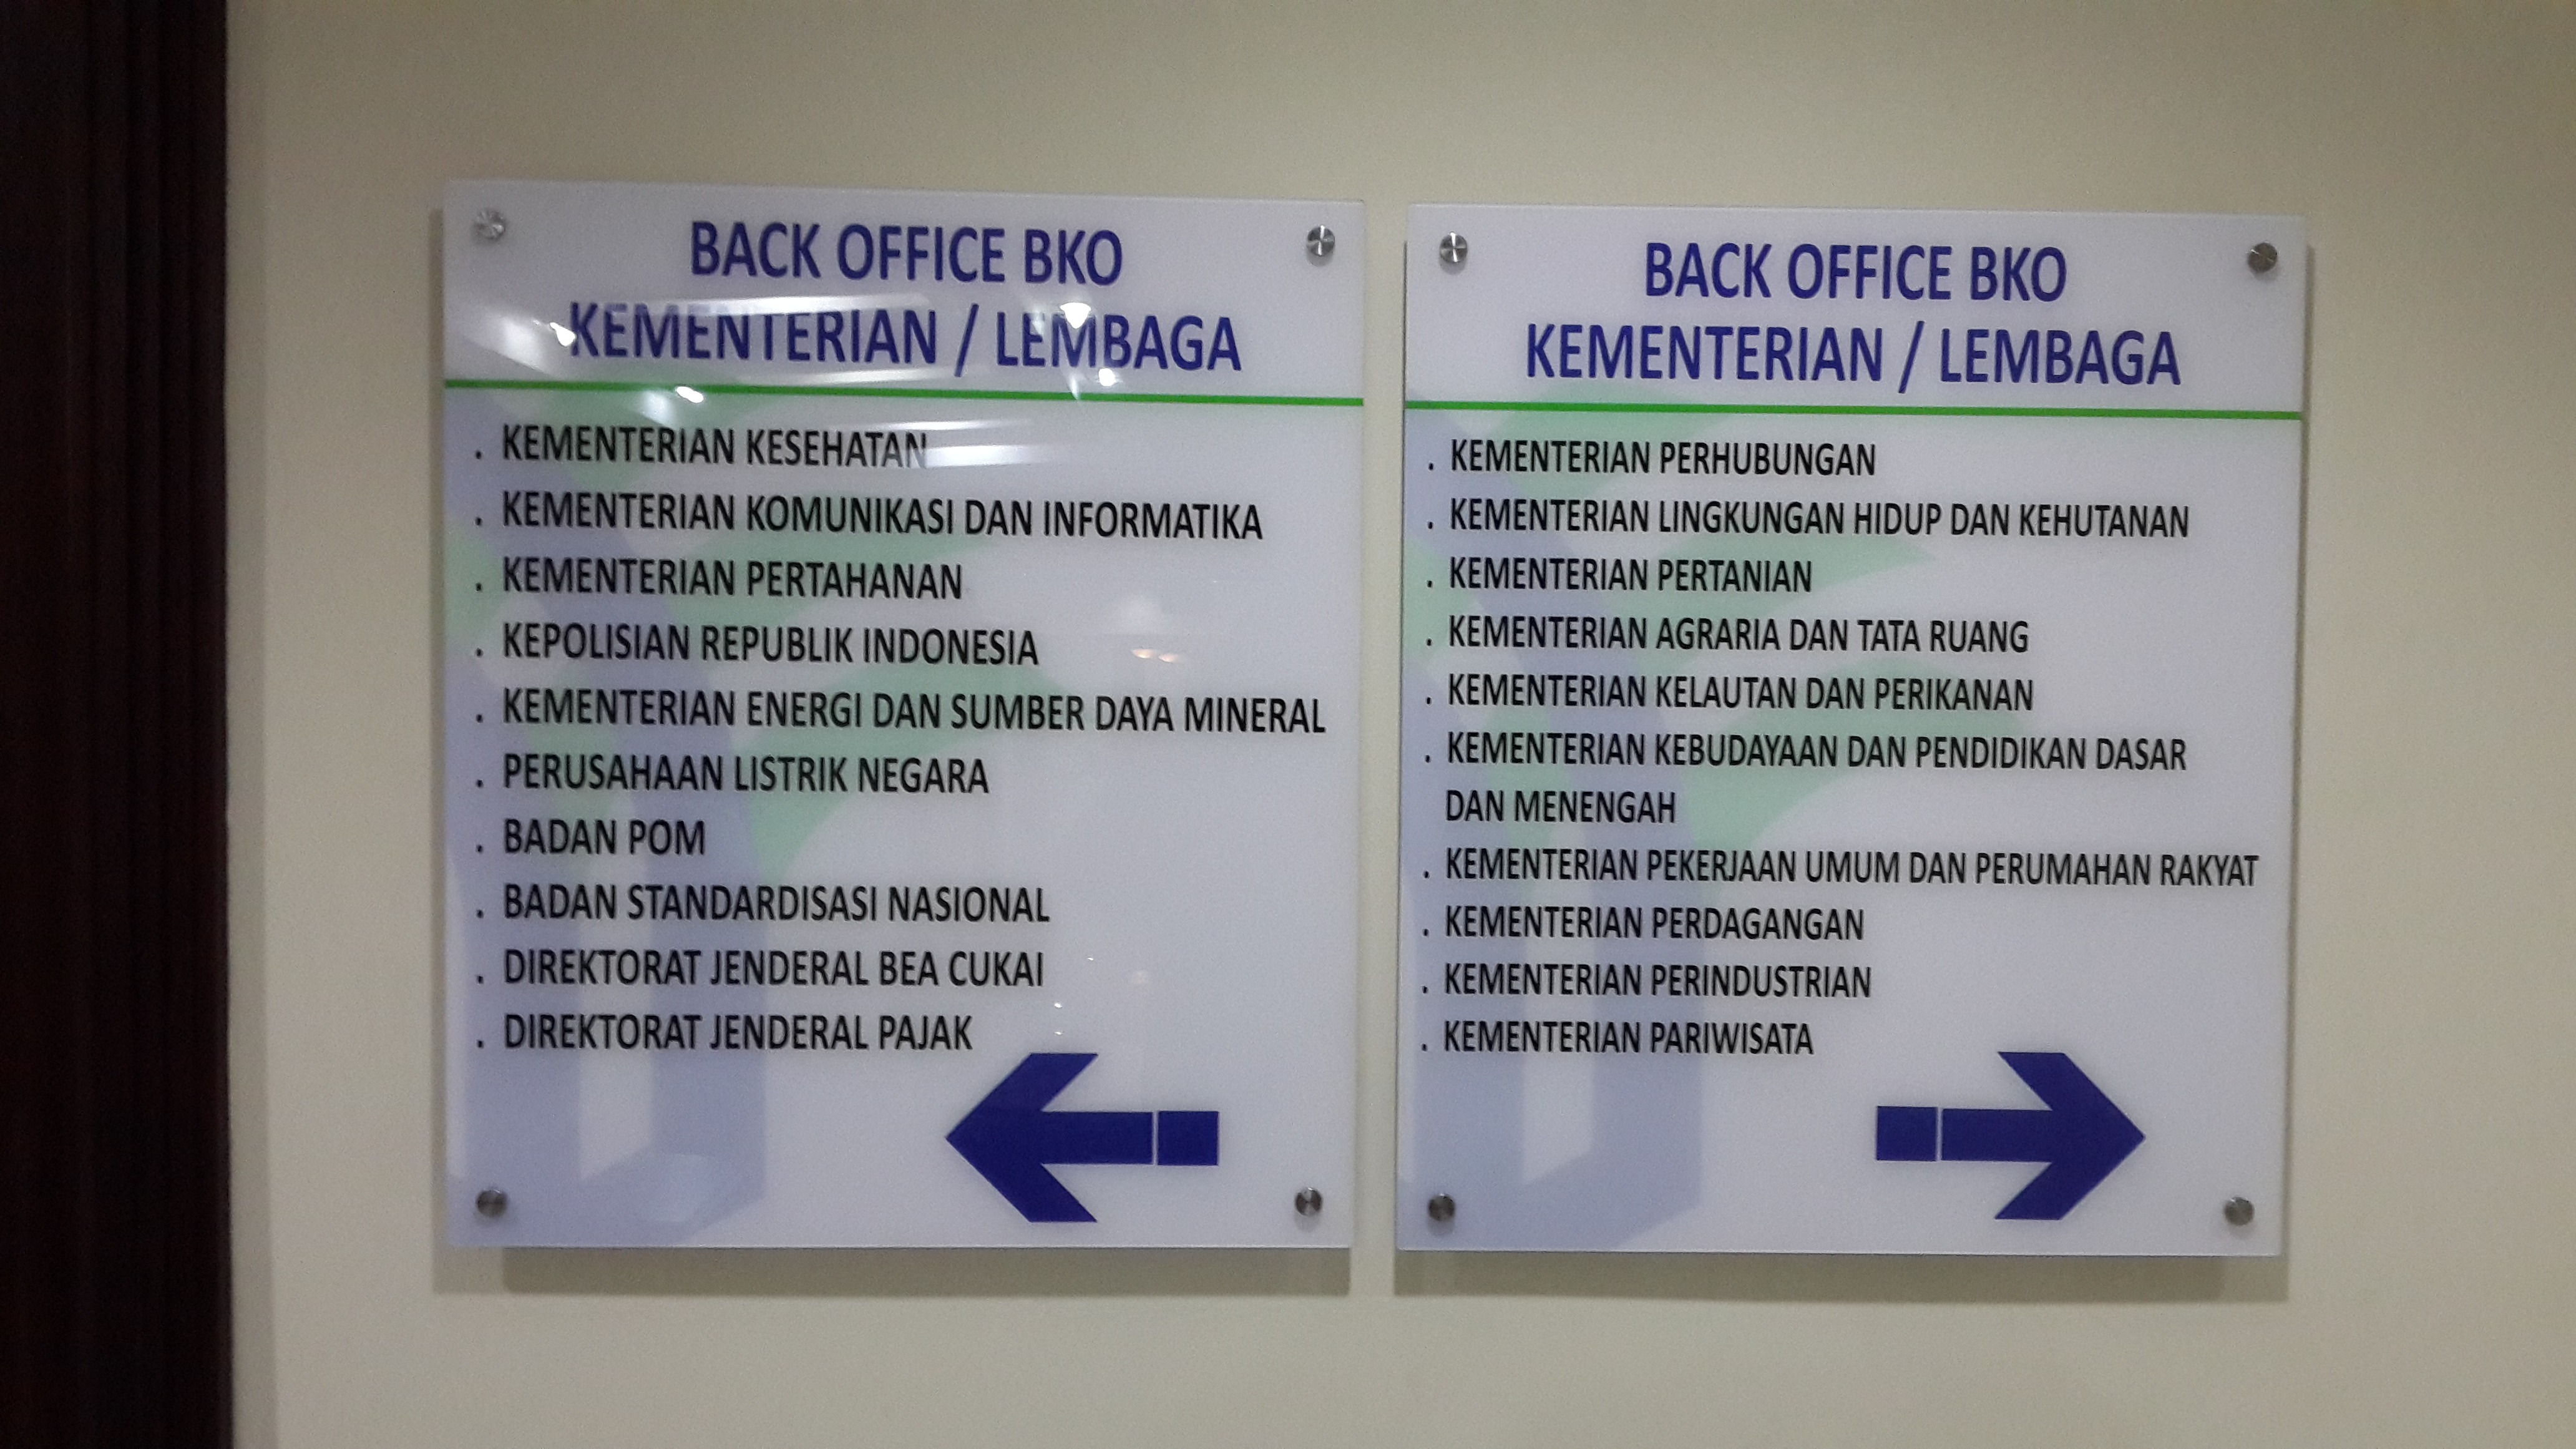 BACK OFFICE BKO
KEMENTERIAN / LEMBAGA
. KEMENTERIAN KESEHATAN
. KEMENTERIAN KOMUNIKASI DAN INFORMATIKA
. KEMENTERIAN PERTAHANAN
. KEPOLISIAN REPUBLIK INDONESIA
. KEMENTERIAN ENERGI DAN SUMBER DAYA MINERAL
. PERUSAHAAN LISTRIK NEGARA
. BADAN POM
. BADAN STANDARDISASI NASIONAL
. DIREKTORAT JENDERAL BEA CUKAI
. DIREKTORAT JENDERAL PAJAK
BACK OFFICE BKO
KEMENTERIAN / LEMBAGA
. KEMENTERIAN PERHUBUNGAN
. KEMENTERIAN LINGKUNGAN HIDUP DAN KEHUTANAN
. KEMENTERIAN PERTANIAN
. KEMENTERIAN AGRARIA DAN TATA RUANG
. KEMENTERIAN KELAUTAN DAN PERIKANAN
. KEMENTERIAN KEBUDAYAAN DAN PENDIDIKAN DASAR
DAN MENENGAH
. KEMENTERIAN PEKERJAAN UMUM DAN PERUMAHAN RAKYAT
. KEMENTERIAN PERDAGANGAN
. KEMENTERIAN PERINDUSTRIAN
. KEMENTERIAN PARIWISATA